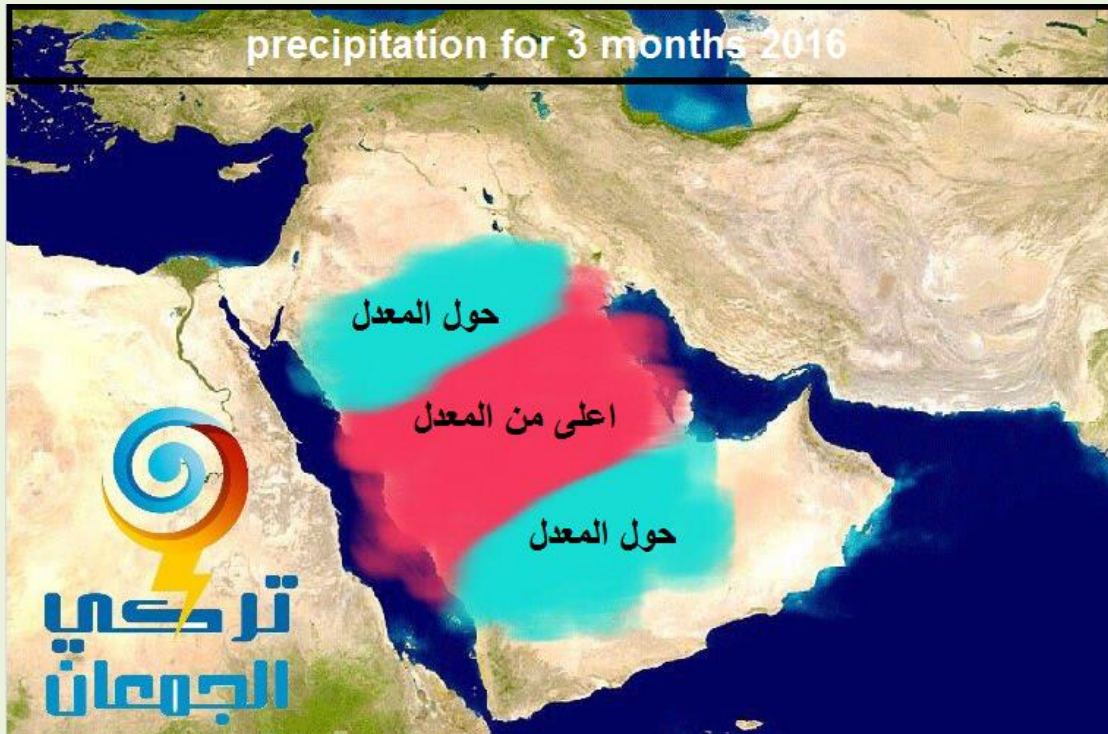 precipitation for 3 months 2016
حول المعدل
اعلى من المعدل
حول المعدل
تركي
الجمعان